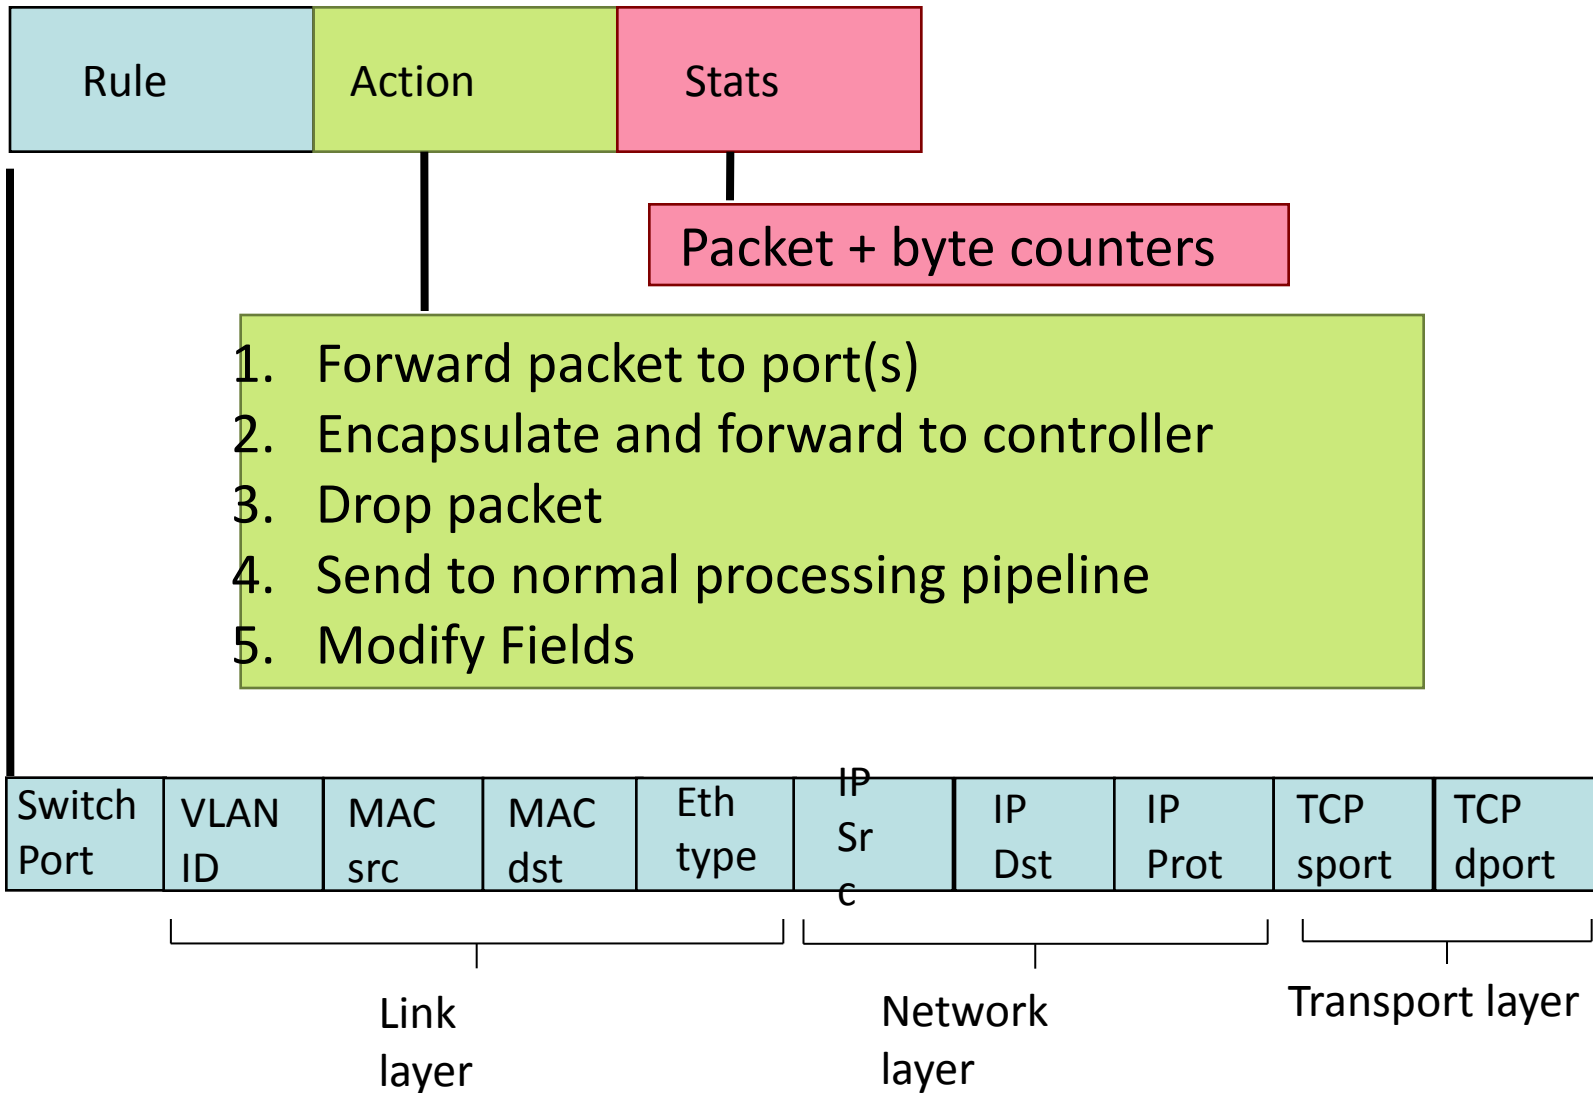 Rule
Action
Stats
Packet + byte counters
1. Forward packet to port(s)
2. Encapsulate and forward to controller
3. Drop packet
4. Send to normal processing pipeline
5. Modify Fields
Switch
Port
VLAN
ID
MAC
src
MAC
dst
Eth
type
IP
Sr
c
IP
Dst
IP
Prot
TCP
sport
TCP
dport
Link
layer
Network
layer
Transport layer